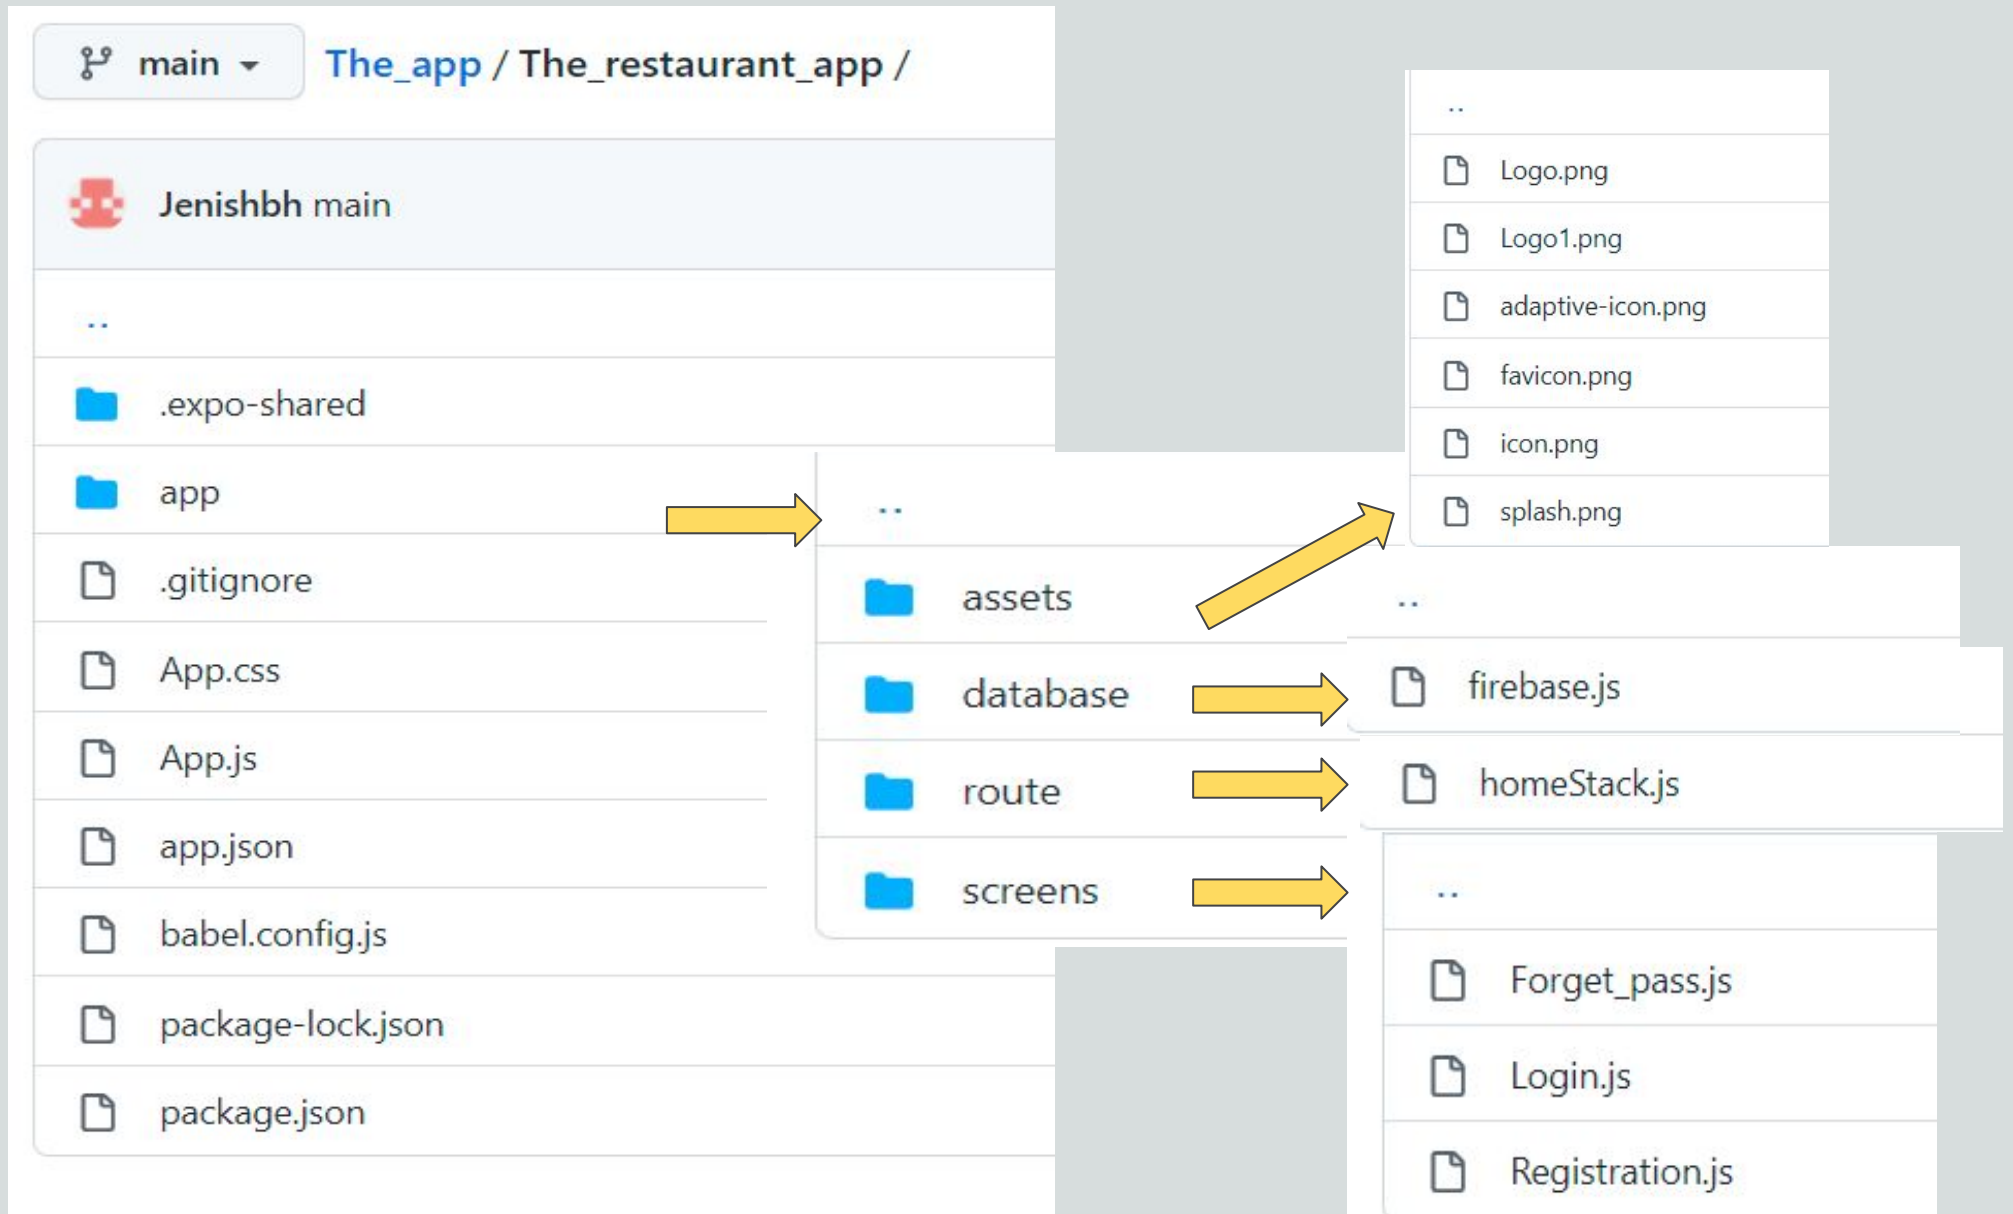 main
The_app / The_restaurant_app /
Jenishbh main
..
.expo-shared
app
.gitignore
App.css
App.js
app.json
babel.config.js
package-lock.json
package.json
..
assets
database
route
screens
..
Logo.png
Logo1.png
adaptive-icon.png
favicon.png
icon.png
splash.png
..
firebase.js
homeStack.js
..
Forget_pass.js
Login.js
Registration.js